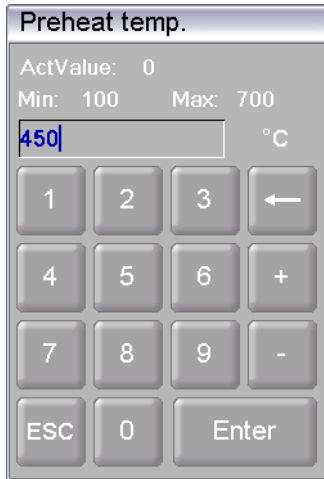 Preheat temp.
ActValue: 0
Min: 100 Max: 700
450 °C
1 2 3 ←
4 5 6 +
7 8 9 -
ESC 0 Enter